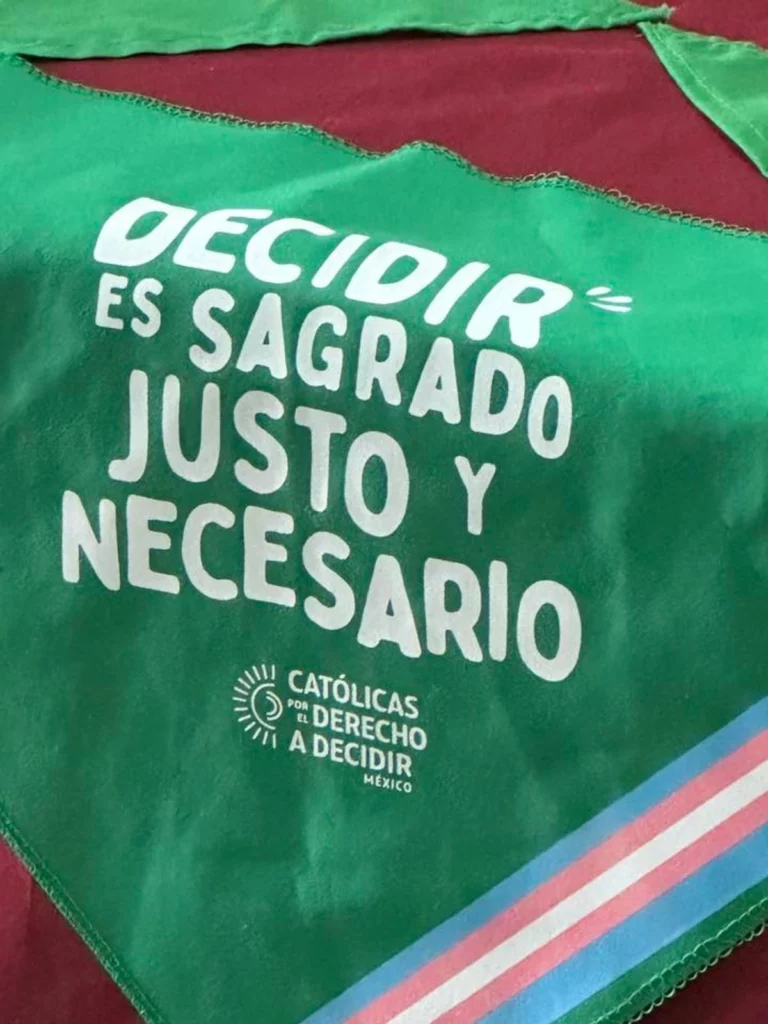 DECIDIR
ES SAGRADO
JUSTO Y
NECESARIO
CATÓLICAS
POR EL DERECHO
A DECIDIR
MÉXICO